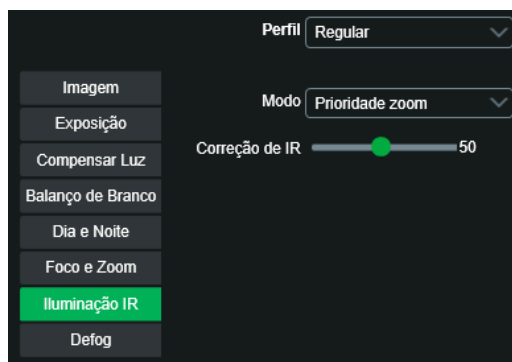 Perfil Regular
Imagem
Modo Prioridade zoom
Exposição
Correção de IR 50
Compensar Luz
Balanço de Branco
Dia e Noite
Foco e Zoom
Iluminação IR
Defog